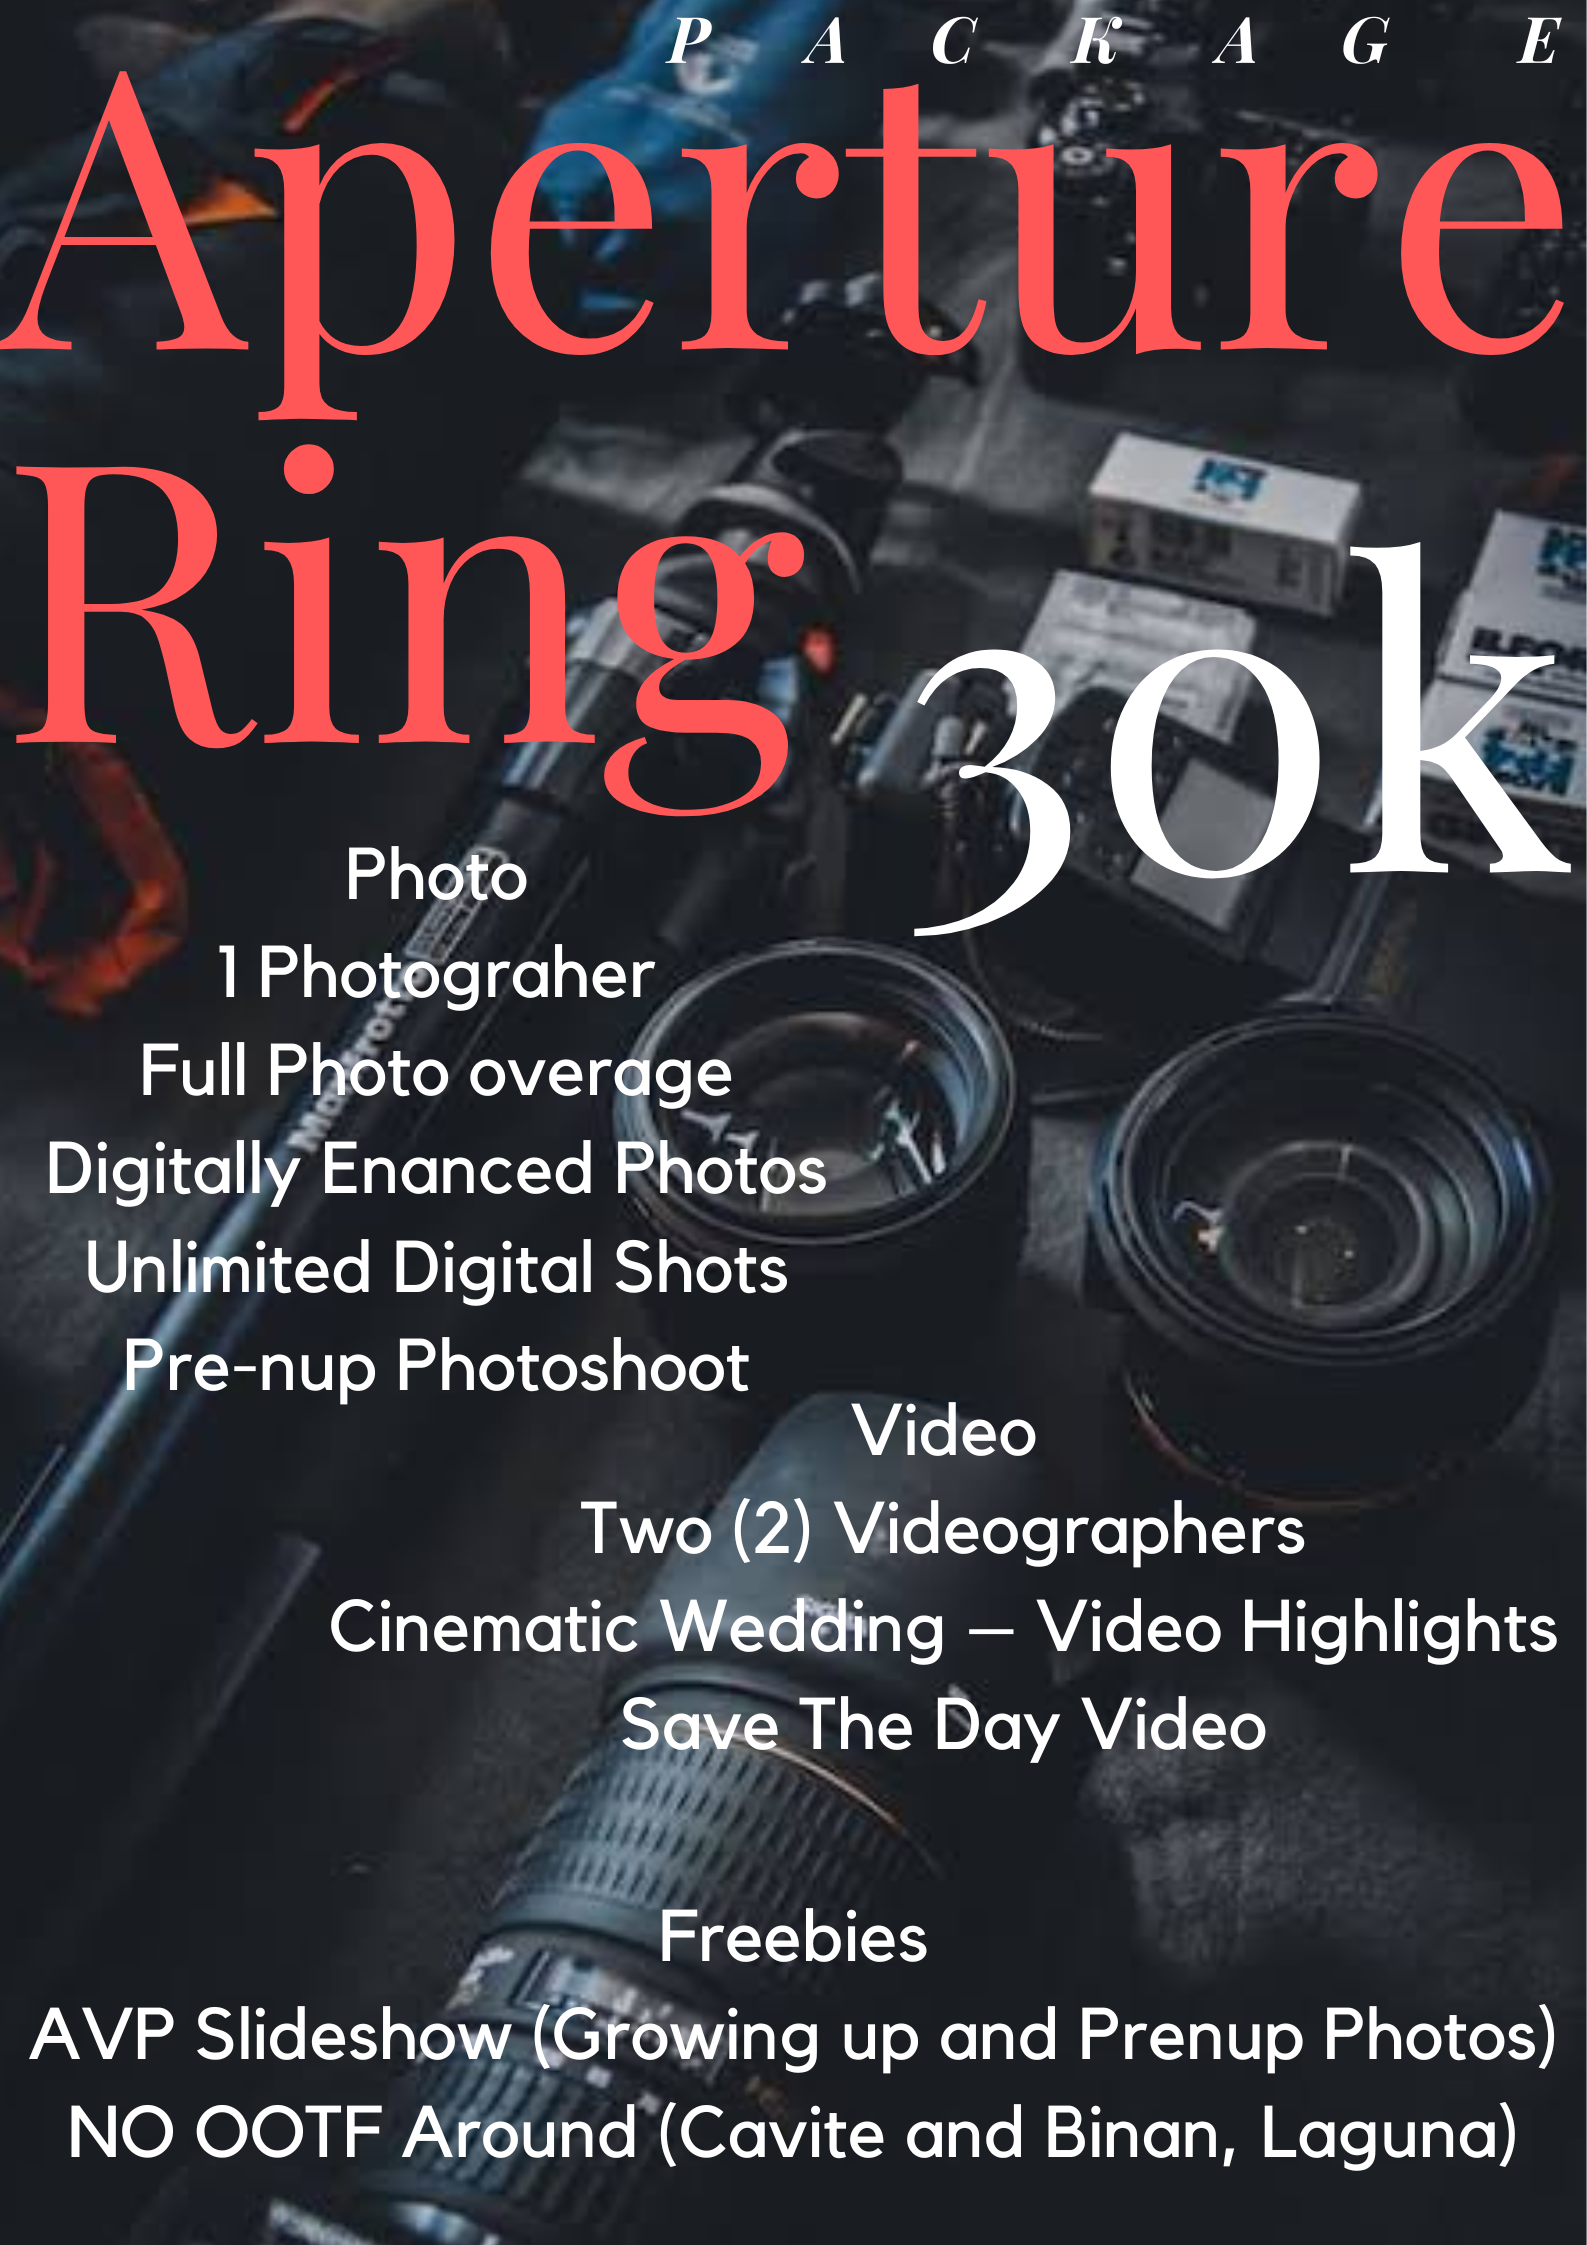 PACKAGE
Aperture
Ring
30k
Photo
1 Photograher
Full Photo overage
Digitally Enanced Photos
Unlimited Digital Shots
Pre-nup Photoshoot
Video
Two (2) Videographers
Cinematic Wedding – Video Highlights
Save The Day Video
Freebies
AVP Slideshow (Growing up and Prenup Photos)
NO OOTF Around (Cavite and Binan, Laguna)